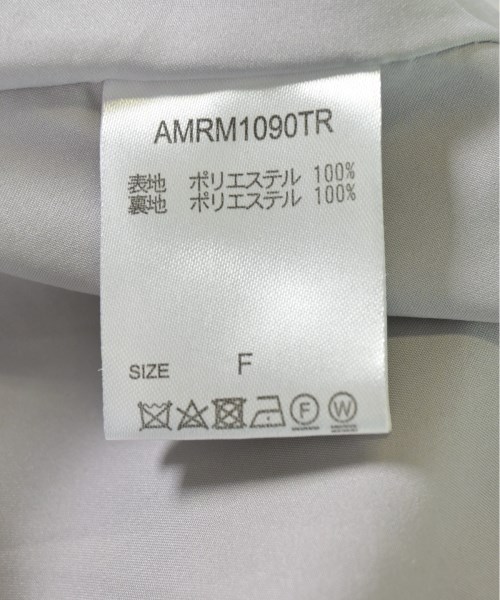 AMRM1090TR
表地 ポリエステル 100%
裏地 ポリエステル 100%
SIZE F
F W